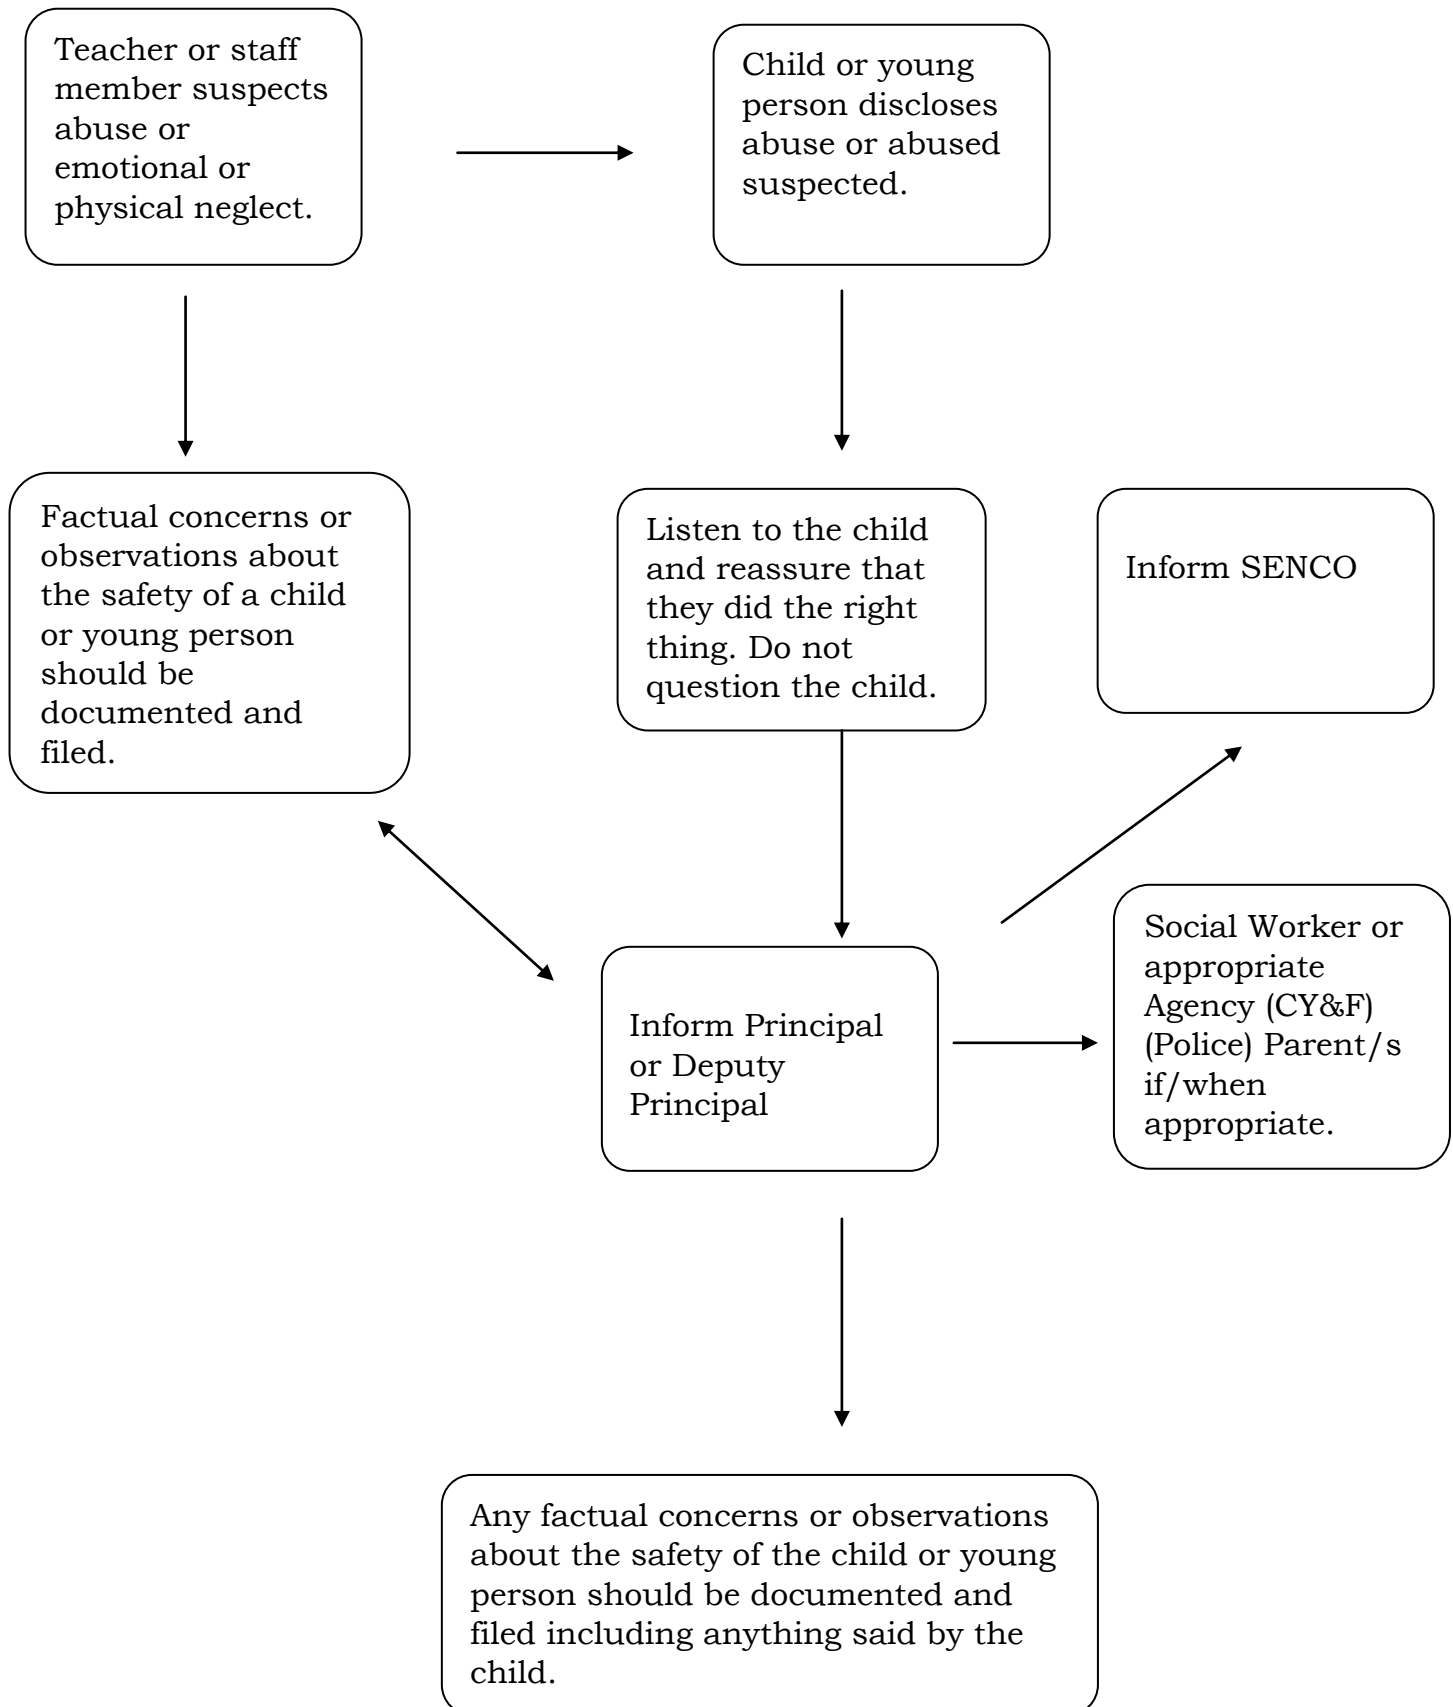 Teacher or staff
member suspects
abuse or
emotional or
physical neglect.
Child or young
person discloses
abuse or abused
suspected.
Factual concerns or
observations about
the safety of a child
or young person
should be
documented and
filed.
Listen to the child
and reassure that
they did the right
thing. Do not
question the child.
Inform SENCO
Inform Principal
or Deputy
Principal
Social Worker or
appropriate
Agency (CY&F)
(Police) Parent/s
if/when
appropriate.
Any factual concerns or observations
about the safety of the child or young
person should be documented and
filed including anything said by the
child.